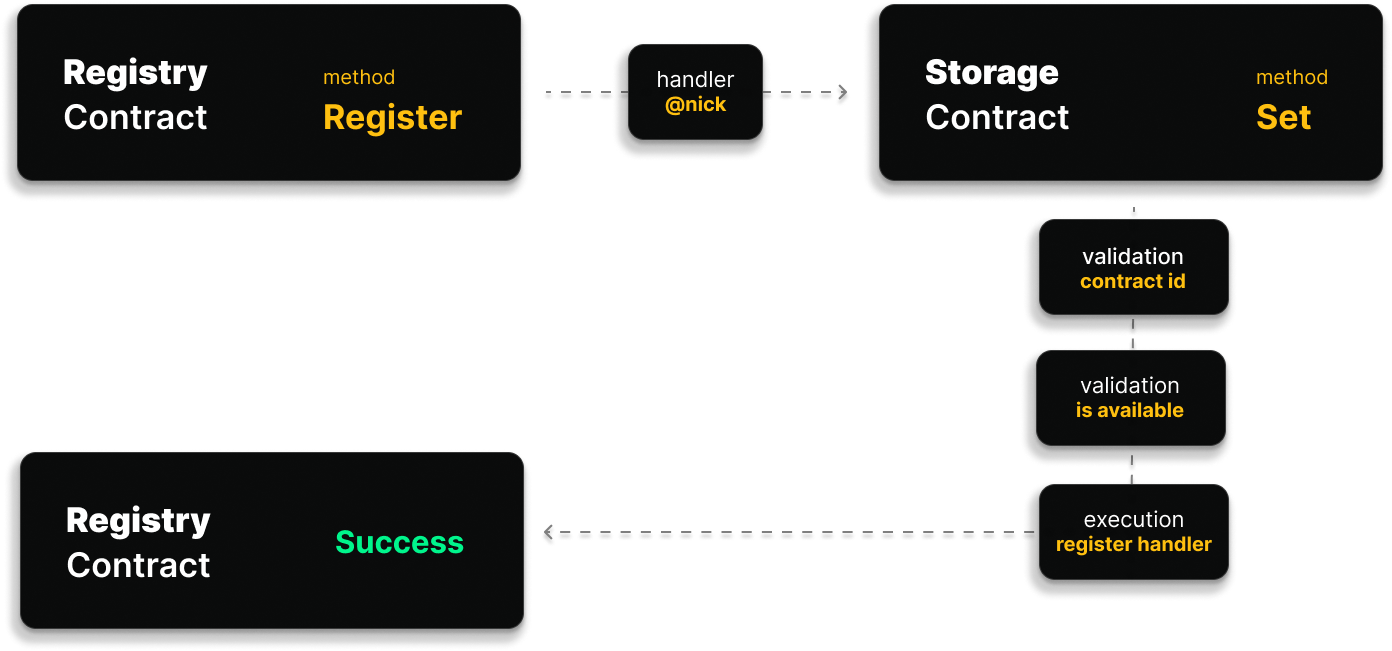 Registry
Contract
method
Register
handler
@nick
Storage
Contract
method
Set
validation
contract id
validation
is available
execution
register handler
Registry
Contract
Success